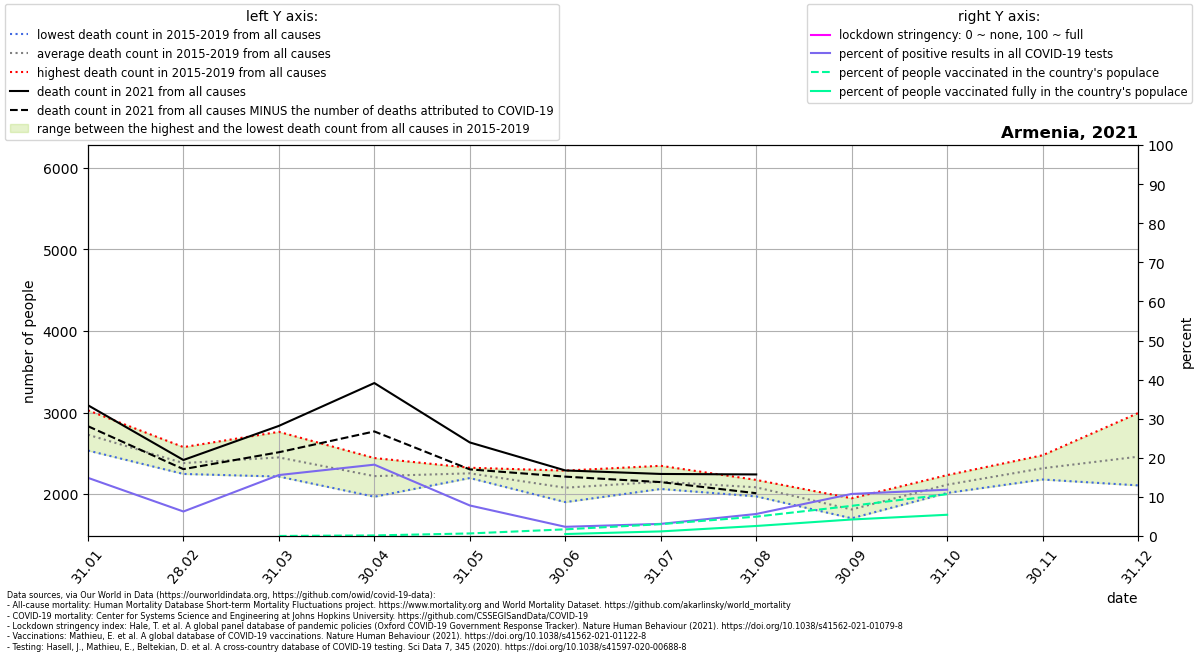 left Y axis:
lowest death count in 2015-2019 from all causes
average death count in 2015-2019 from all causes
highest death count in 2015-2019 from all causes
death count in 2021 from all causes
death count in 2021 from all causes MINUS the number of deaths attributed to COVID-19
range between the highest and the lowest death count from all causes in 2015-2019
right Y axis:
lockdown stringency: 0 ~ none, 100 ~ full
percent of positive results in all COVID-19 tests
percent of people vaccinated in the country's populace
percent of people vaccinated fully in the country's populace
Armenia, 2021
number of people
6000
5000
4000
3000
2000
100
90
80
70
60
50
40
30
20
10
0
percent
31.01
28.02
31.03
30.04
31.05
30.06
31.07
31.08
30.09
31.10
30.11
31.12
date
Data sources, via Our World in Data (https://ourworldindata.org, https://github.com/owid/covid-19-data):
- All-cause mortality: Human Mortality Database Short-term Mortality Fluctuations project. https://www.mortality.org and World Mortality Dataset. https://github.com/akarlinsky/world_mortality
- COVID-19 mortality: Center for Systems Science and Engineering at Johns Hopkins University. https://github.com/CSSEGISandData/COVID-19
- Lockdown stringency index: Hale, T. et al. A global panel database of pandemic policies (Oxford COVID-19 Government Response Tracker). Nature Human Behaviour (2021). https://doi.org/10.1038/s41562-021-01079-8
- Vaccinations: Mathieu, E. et al. A global database of COVID-19 vaccinations. Nature Human Behaviour (2021). https://doi.org/10.1038/s41562-021-01122-8
- Testing: Hasell, J., Mathieu, E., Beltekian, D. et al. A cross-country database of COVID-19 testing. Sci Data 7, 345 (2020). https://doi.org/10.1038/s41597-020-00688-8